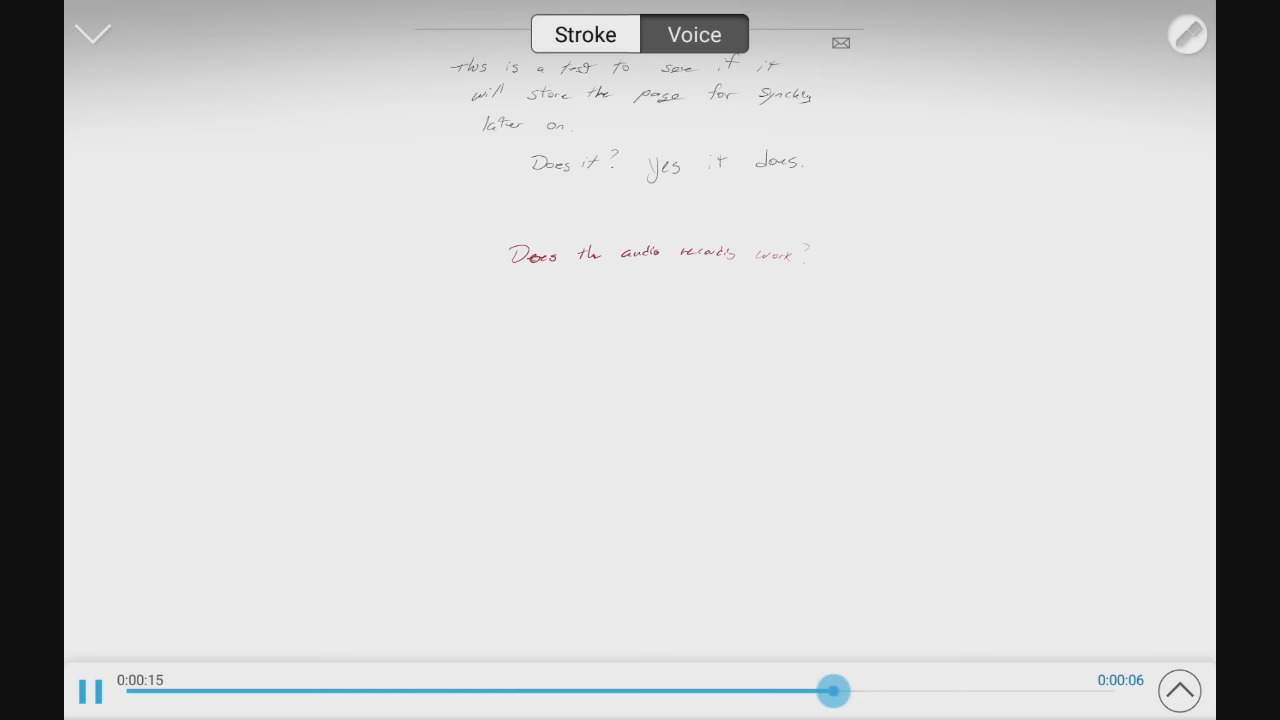 Stroke Voice
this is a test to see if it
will store the page for synching
later on.
Does it? yes it does.
Does the audio recording work?
0:00:15 0:00:06